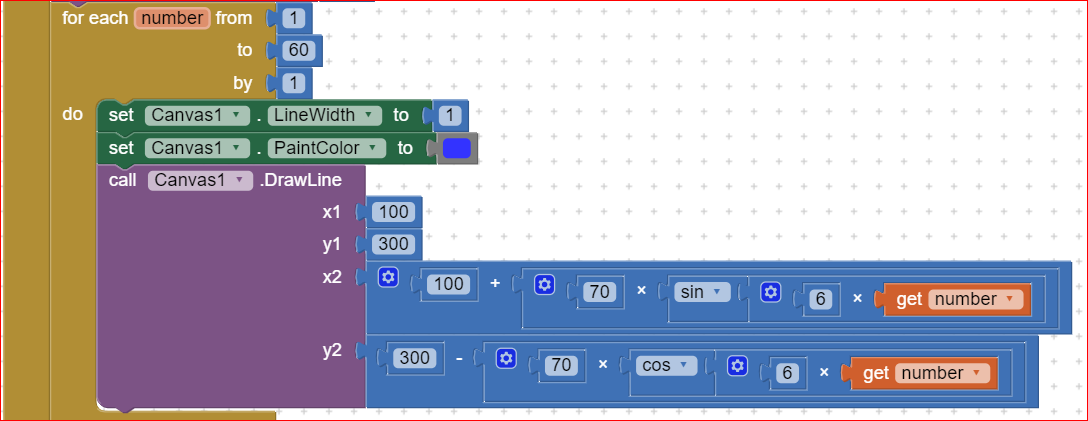 for each number from 1
to 60
by 1
do set Canvas1 . LineWidth to 1
set Canvas1 . PaintColor to
call Canvas1 .DrawLine
x1 100
y1 300
x2 100 + 70 × sin 6 × get number
y2 300 - 70 × cos 6 × get number